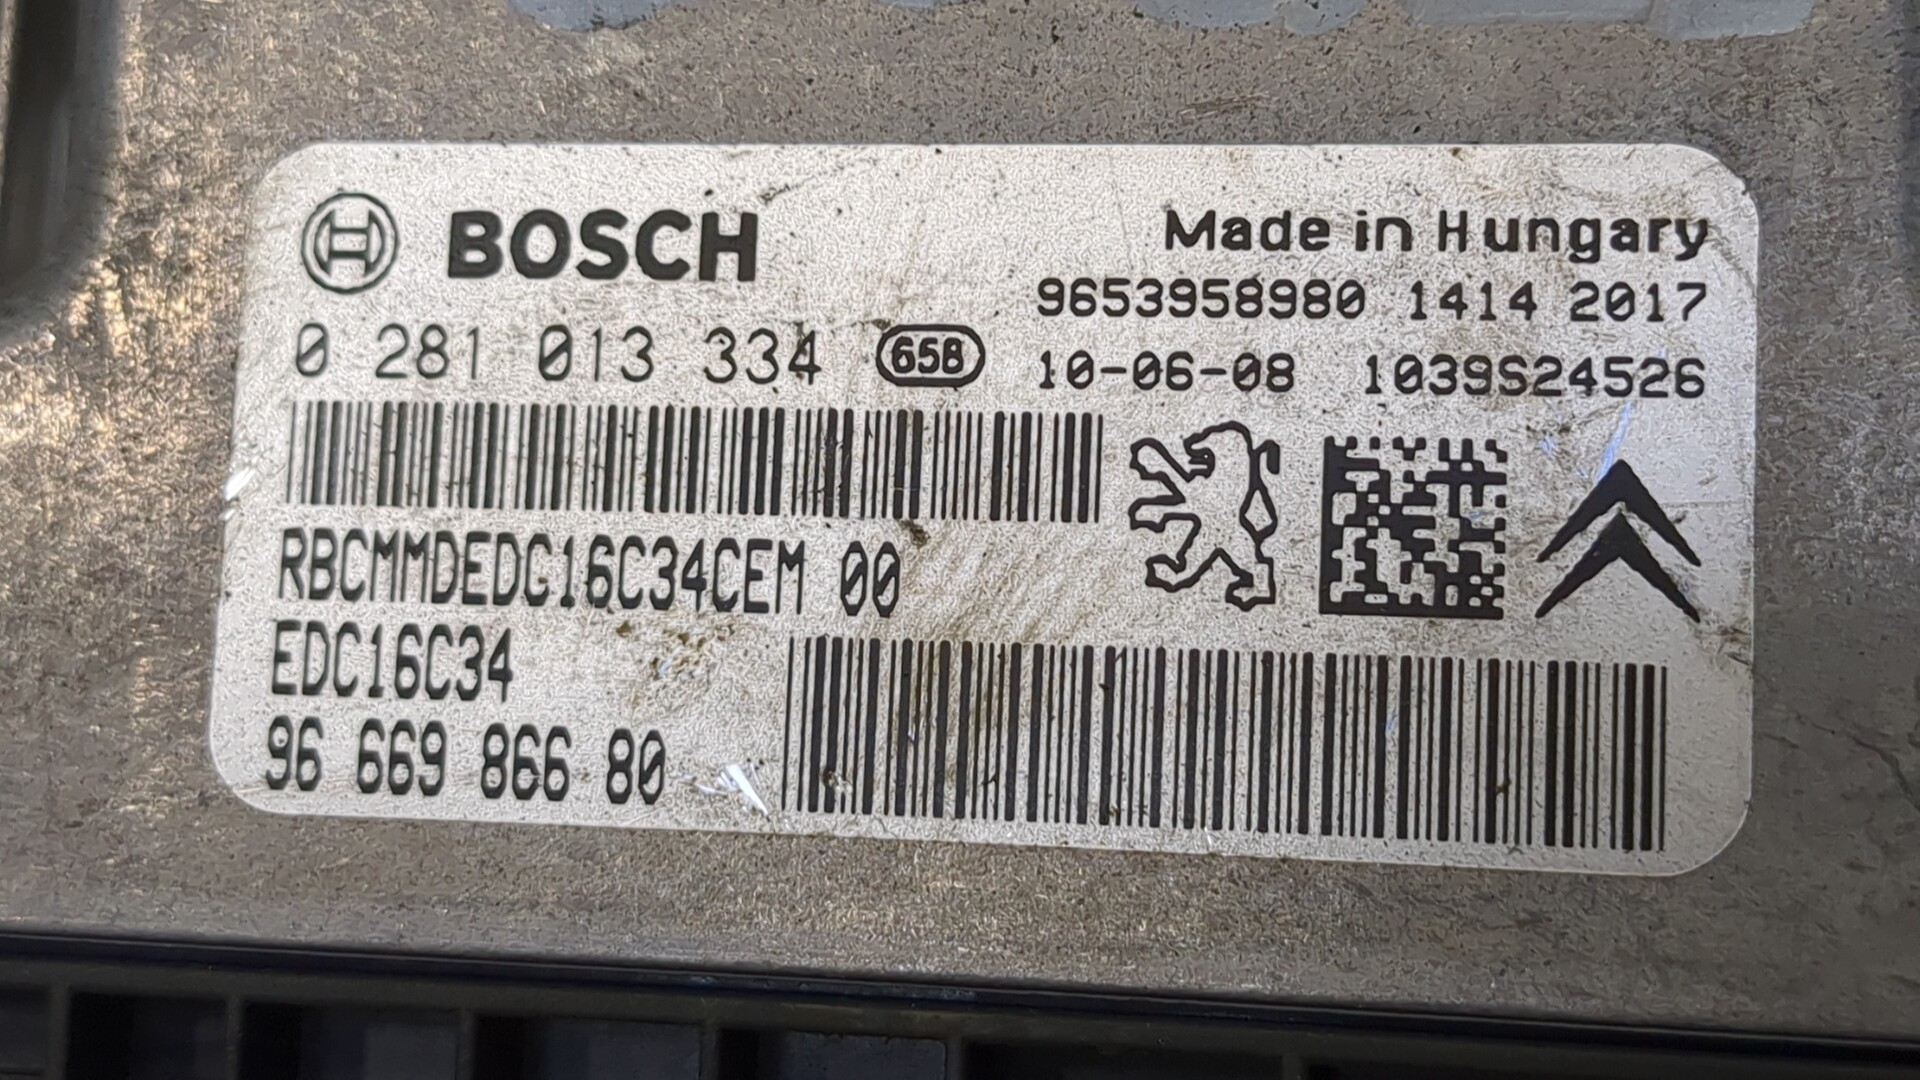 BOSCH
Made in Hungary
9653958980 1414 2017
0 281 013 334 65B 10-06-08 1039S24526
RBCMMDEDC16C34CEM 00
EDC16C34
96 669 866 80